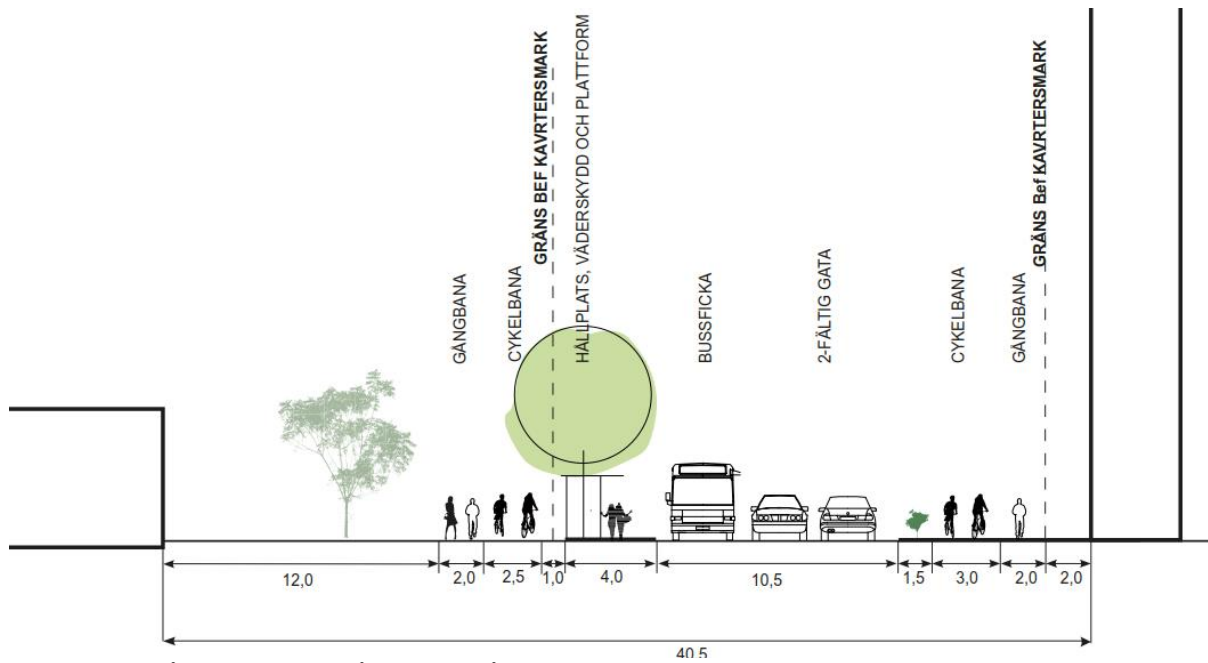 GÅNGBANA
CYKELBANA
GRÄNS BEF KAVRTERSMARK
HÅLLPLATS, VÄDERSKYDD OCH PLATTFORM
BUSSFICKA
2-FÄLTIG GATA
CYKELBANA
GÅNGBANA
GRÄNS Bef KAVRTERSMARK
12,0
2,0
2,5
1,0
4,0
10,5
1,5
3,0
2,0
2,0
40,5